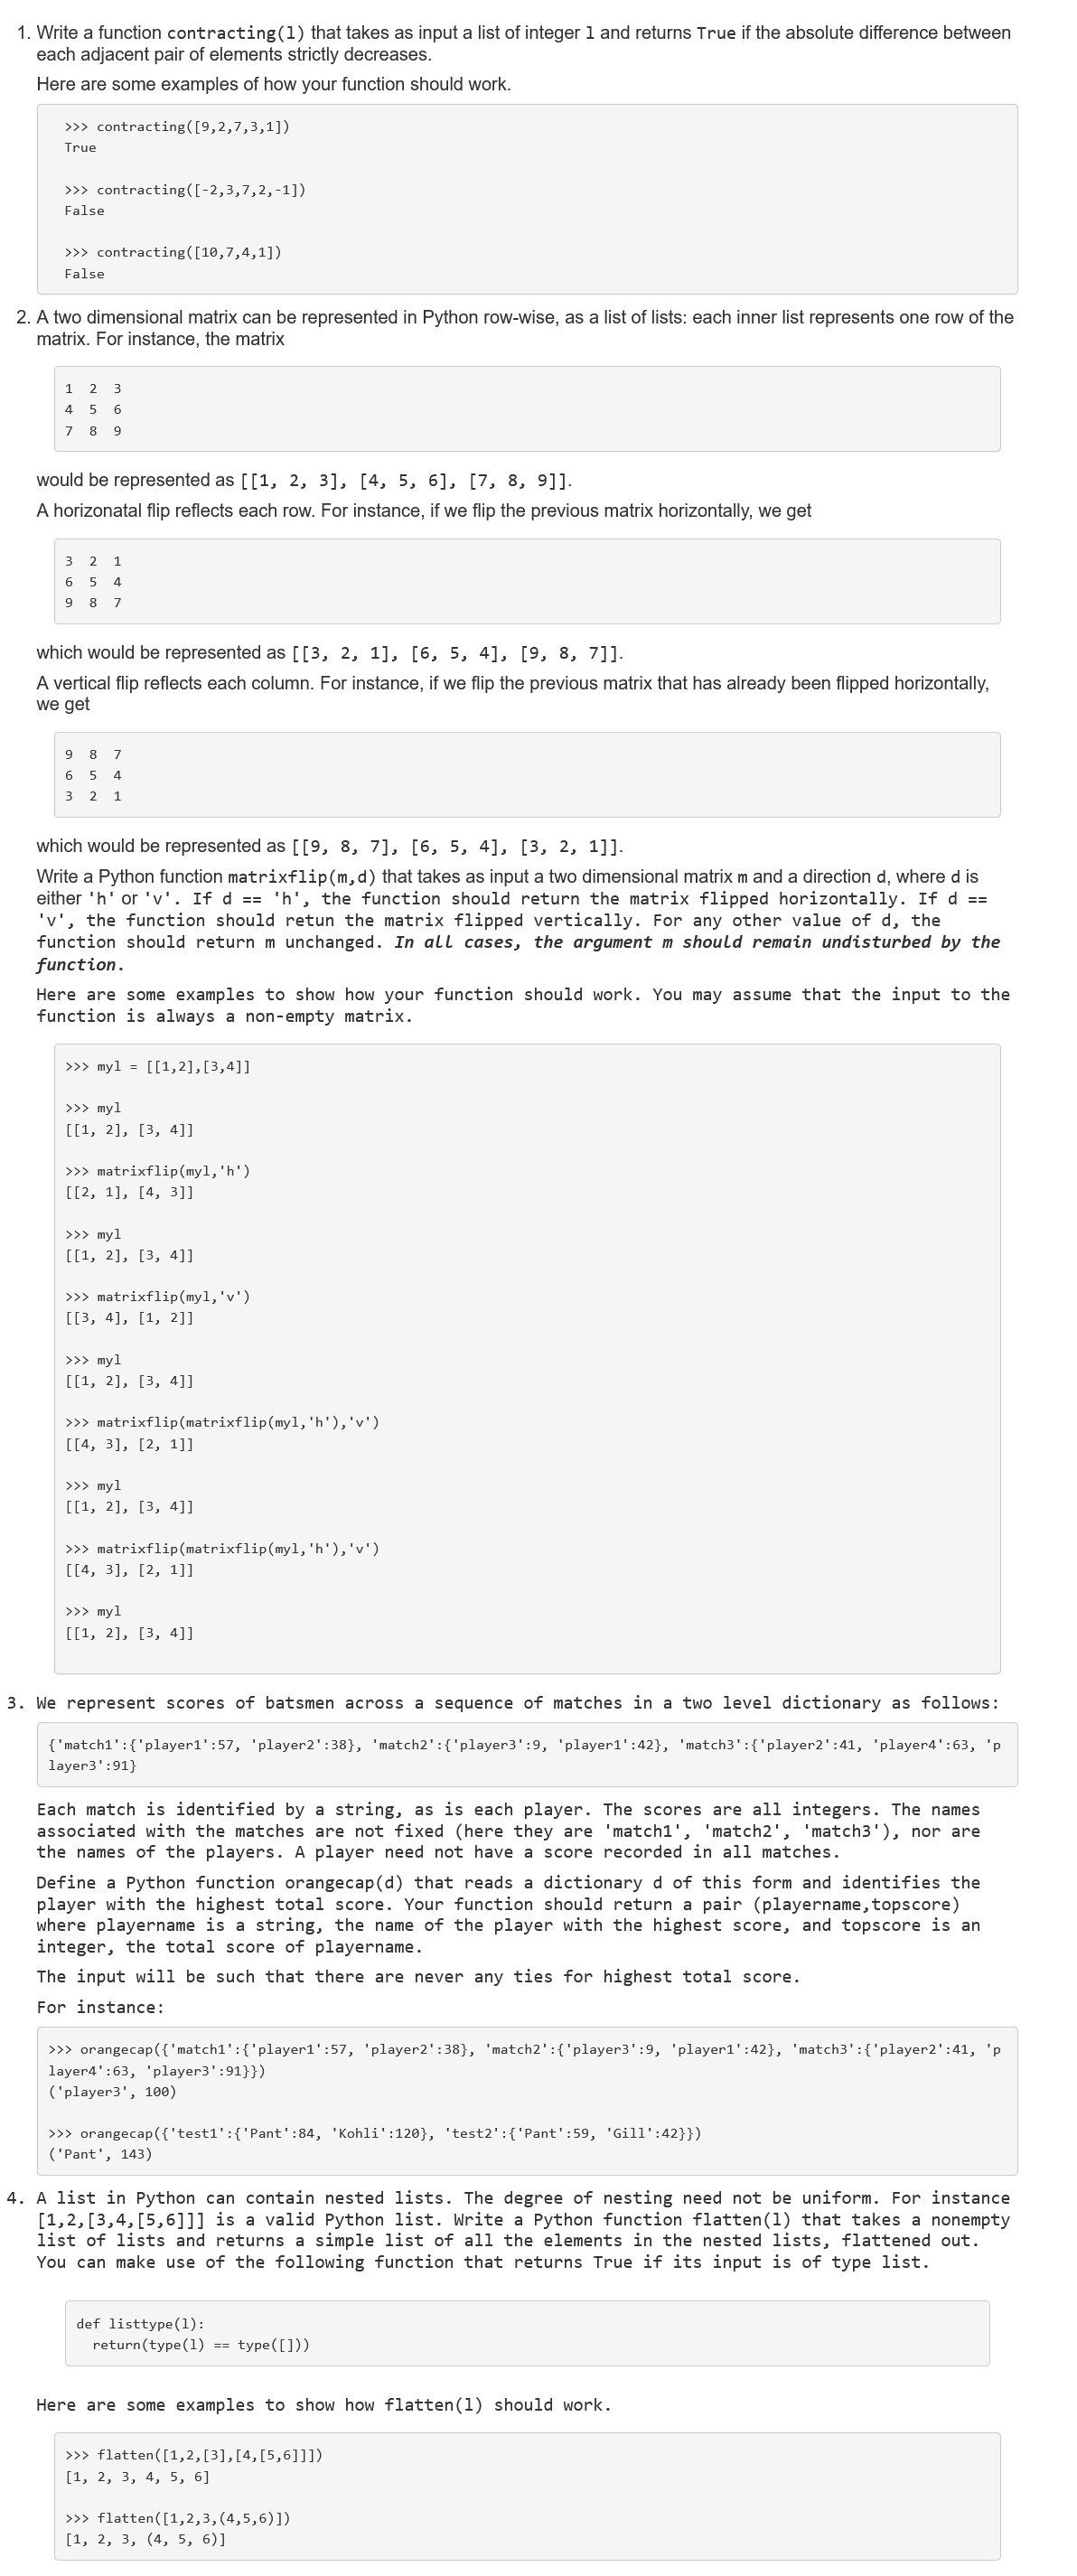 1. Write a function contracting(l) that takes as input a list of integer l and returns True if the absolute difference between
each adjacent pair of elements strictly decreases.
Here are some examples of how your function should work.
>>> contracting([9,2,7,3,1])
True
>>> contracting([-2,3,7,2,-1])
False
>>> contracting([10,7,4,1])
False
2. A two dimensional matrix can be represented in Python row-wise, as a list of lists: each inner list represents one row of the
matrix. For instance, the matrix
1 2 3
4 5 6
7 8 9
would be represented as [[1, 2, 3], [4, 5, 6], [7, 8, 9]].
A horizonatal flip reflects each row. For instance, if we flip the previous matrix horizontally, we get
3 2 1
6 5 4
9 8 7
which would be represented as [[3, 2, 1], [6, 5, 4], [9, 8, 7]].
A vertical flip reflects each column. For instance, if we flip the previous matrix that has already been flipped horizontally,
we get
9 8 7
6 5 4
3 2 1
which would be represented as [[9, 8, 7], [6, 5, 4], [3, 2, 1]].
Write a Python function matrixflip(m,d) that takes as input a two dimensional matrix m and a direction d, where d is
either 'h' or 'v'. If d == 'h', the function should return the matrix flipped horizontally. If d ==
'v', the function should retun the matrix flipped vertically. For any other value of d, the
function should return m unchanged. In all cases, the argument m should remain undisturbed by the
function.
Here are some examples to show how your function should work. You may assume that the input to the
function is always a non-empty matrix.
>>> myl = [[1,2],[3,4]]
>>> myl
[[1, 2], [3, 4]]
>>> matrixflip(myl,'h')
[[2, 1], [4, 3]]
>>> myl
[[1, 2], [3, 4]]
>>> matrixflip(myl,'v')
[[3, 4], [1, 2]]
>>> myl
[[1, 2], [3, 4]]
>>> matrixflip(matrixflip(myl,'h'),'v')
[[4, 3], [2, 1]]
>>> myl
[[1, 2], [3, 4]]
>>> matrixflip(matrixflip(myl,'h'),'v')
[[4, 3], [2, 1]]
>>> myl
[[1, 2], [3, 4]]
3. We represent scores of batsmen across a sequence of matches in a two level dictionary as follows:
{'match1':{'player1':57, 'player2':38}, 'match2':{'player3':9, 'player1':42}, 'match3':{'player2':41, 'player4':63, 'p
layer3':91}
Each match is identified by a string, as is each player. The scores are all integers. The names
associated with the matches are not fixed (here they are 'match1', 'match2', 'match3'), nor are
the names of the players. A player need not have a score recorded in all matches.
Define a Python function orangecap(d) that reads a dictionary d of this form and identifies the
player with the highest total score. Your function should return a pair (playername,topscore)
where playername is a string, the name of the player with the highest score, and topscore is an
integer, the total score of playername.
The input will be such that there are never any ties for highest total score.
For instance:
>>> orangecap({'match1':{'player1':57, 'player2':38}, 'match2':{'player3':9, 'player1':42}, 'match3':{'player2':41, 'p
layer4':63, 'player3':91}})
('player3', 100)
>>> orangecap({'test1':{'Pant':84, 'Kohli':120}, 'test2':{'Pant':59, 'Gill':42}})
('Pant', 143)
4. A list in Python can contain nested lists. The degree of nesting need not be uniform. For instance
[1,2,[3,4,[5,6]]] is a valid Python list. Write a Python function flatten(l) that takes a nonempty
list of lists and returns a simple list of all the elements in the nested lists, flattened out.
You can make use of the following function that returns True if its input is of type list.
def listtype(l):
return(type(l) == type([]))
Here are some examples to show how flatten(l) should work.
>>> flatten([1,2,[3],[4,[5,6]]])
[1, 2, 3, 4, 5, 6]
>>> flatten([1,2,3,(4,5,6)])
[1, 2, 3, (4, 5, 6)]